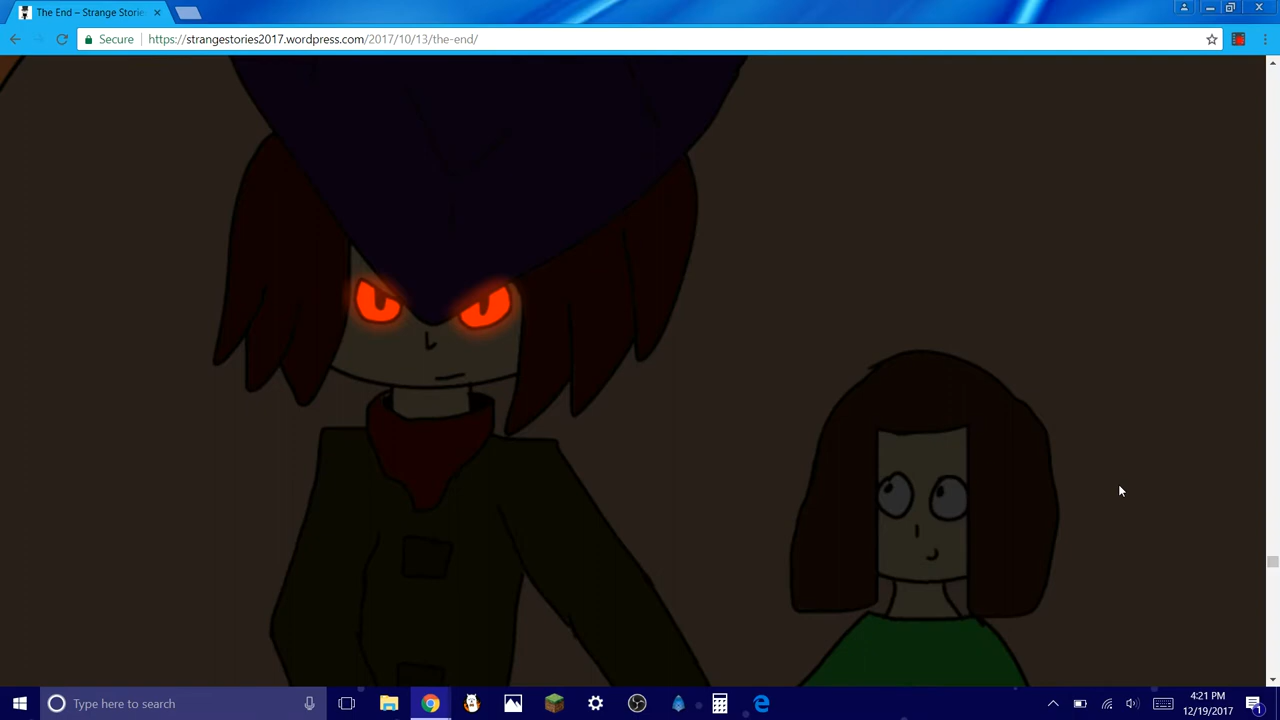 The End – Strange Storie
Secure
https://strangestories2017.wordpress.com/2017/10/13/the-end/
Type here to search
4:21 PM
12/19/2017
1